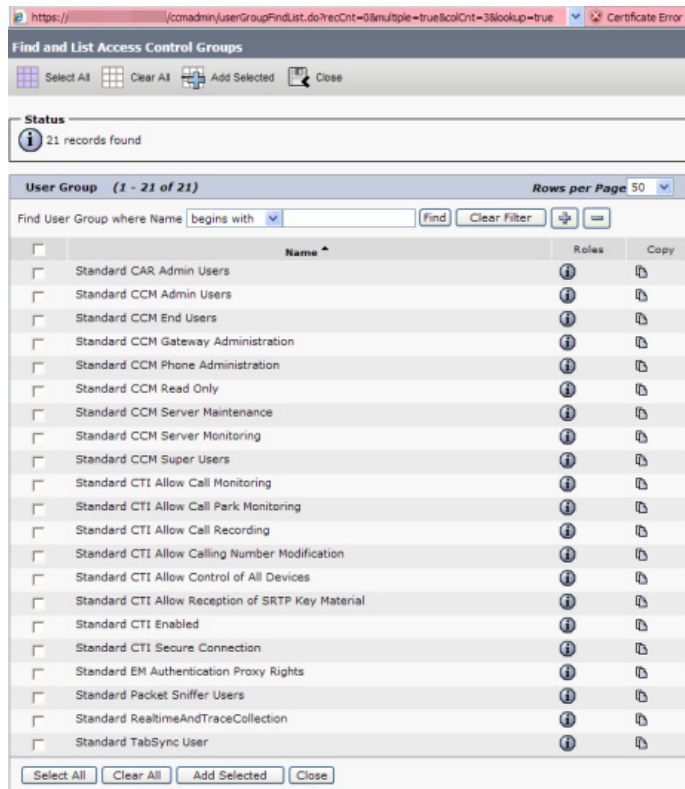 https:// /ccmadmin/userGroupFindList.do?recCnt=0&multiple=true&colCnt=3&lookup=true Certificate Error
Find and List Access Control Groups
Select All Clear All Add Selected Close
Status
21 records found
User Group (1 - 21 of 21) Rows per Page 50
Find User Group where Name begins with Find Clear Filter
Name Roles Copy
Standard CAR Admin Users
Standard CCM Admin Users
Standard CCM End Users
Standard CCM Gateway Administration
Standard CCM Phone Administration
Standard CCM Read Only
Standard CCM Server Maintenance
Standard CCM Server Monitoring
Standard CCM Super Users
Standard CTI Allow Call Monitoring
Standard CTI Allow Call Park Monitoring
Standard CTI Allow Call Recording
Standard CTI Allow Calling Number Modification
Standard CTI Allow Control of All Devices
Standard CTI Allow Reception of SRTP Key Material
Standard CTI Enabled
Standard CTI Secure Connection
Standard EM Authentication Proxy Rights
Standard Packet Sniffer Users
Standard RealtimeAndTraceCollection
Standard TabSync User
Select All Clear All Add Selected Close